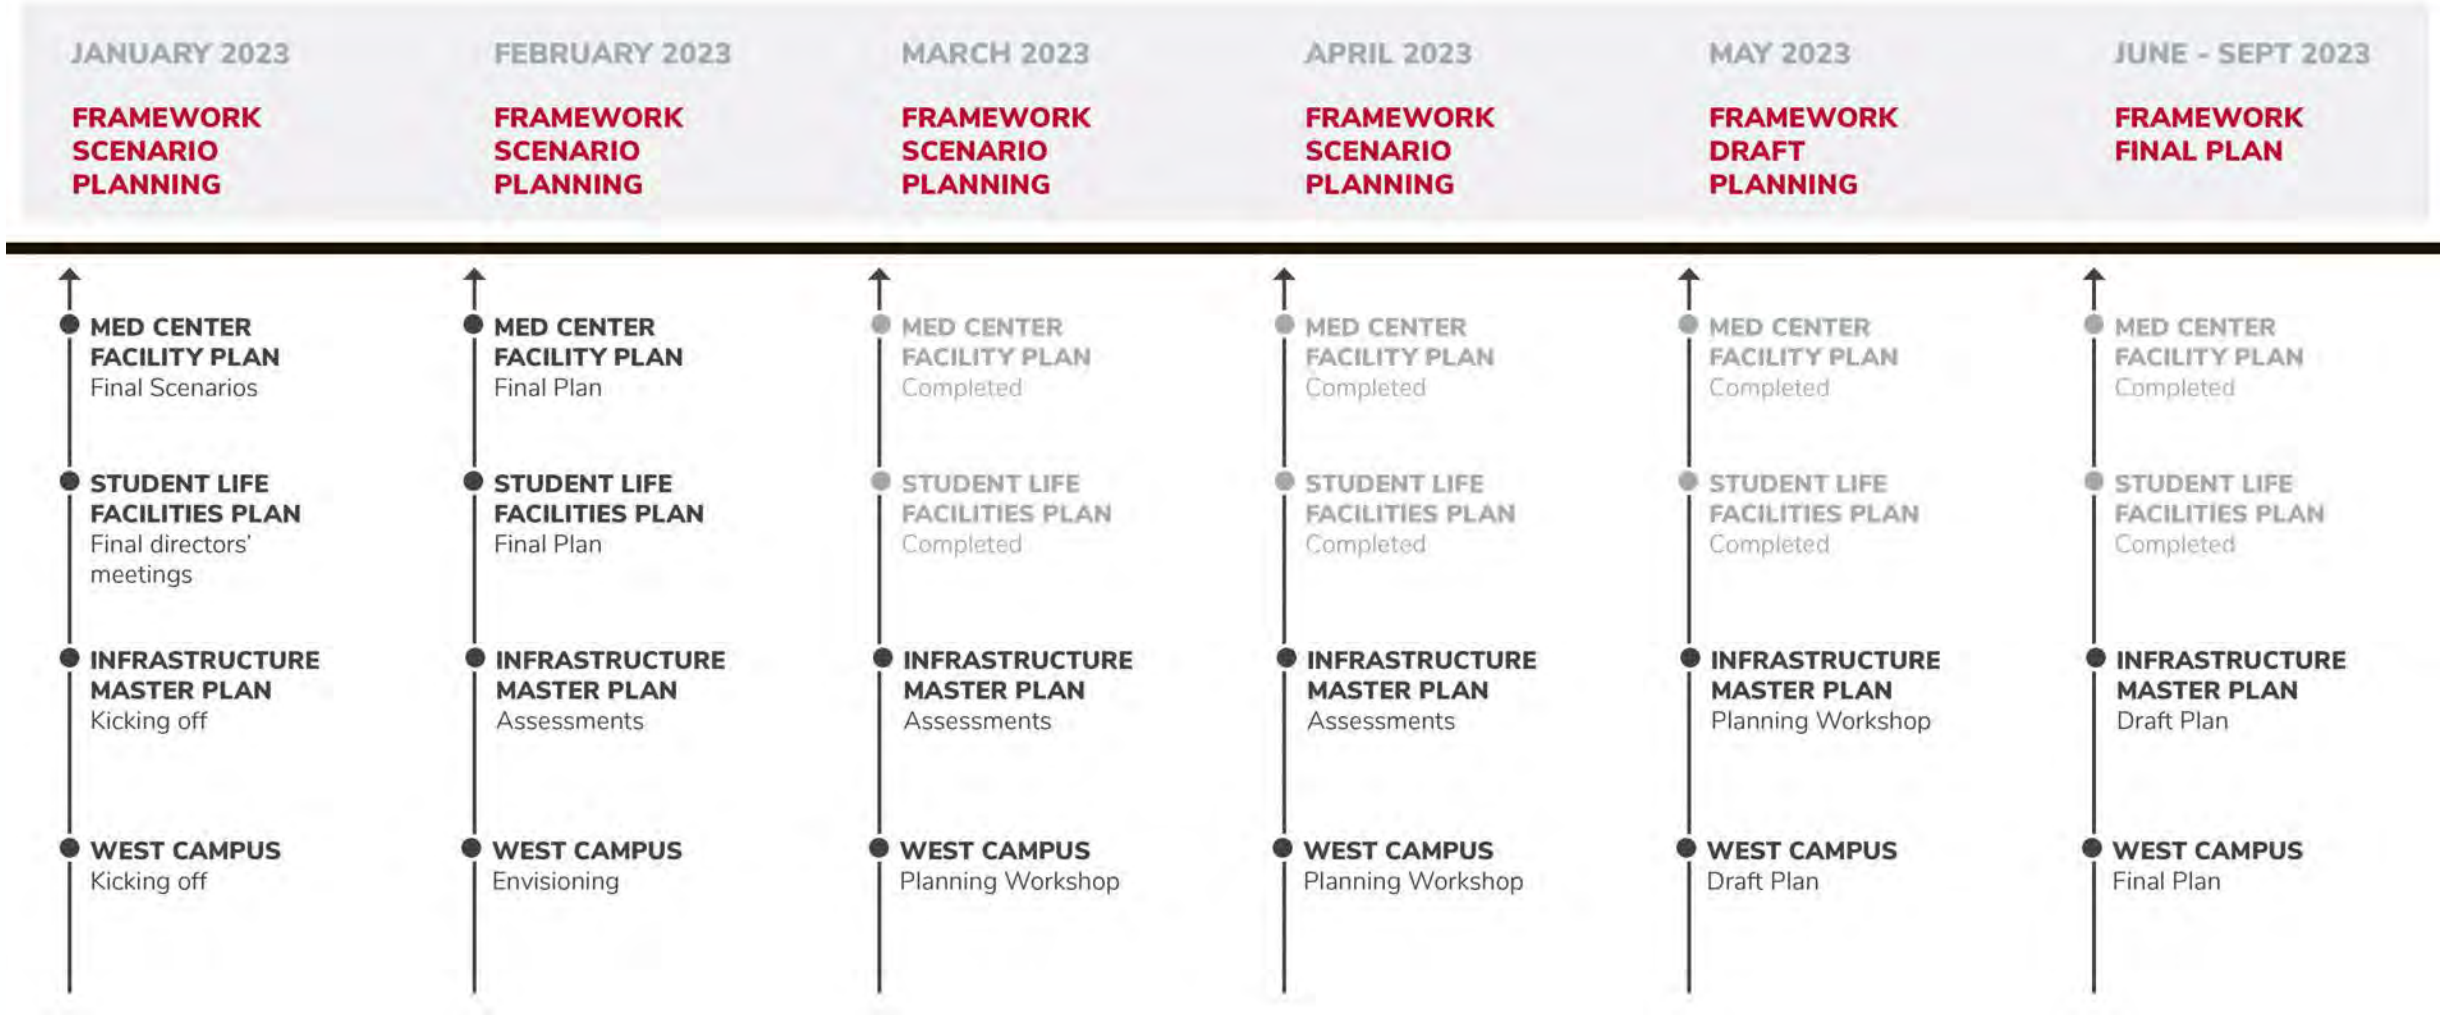 JANUARY 2023
FRAMEWORK
SCENARIO
PLANNING
FEBRUARY 2023
FRAMEWORK
SCENARIO
PLANNING
MARCH 2023
FRAMEWORK
SCENARIO
PLANNING
APRIL 2023
FRAMEWORK
SCENARIO
PLANNING
MAY 2023
FRAMEWORK
DRAFT
PLANNING
JUNE - SEPT 2023
FRAMEWORK
FINAL PLAN
MED CENTER
FACILITY PLAN
Final Scenarios
STUDENT LIFE
FACILITIES PLAN
Final directors'
meetings
INFRASTRUCTURE
MASTER PLAN
Kicking off
WEST CAMPUS
Kicking off
MED CENTER
FACILITY PLAN
Final Plan
STUDENT LIFE
FACILITIES PLAN
Final Plan
INFRASTRUCTURE
MASTER PLAN
Assessments
WEST CAMPUS
Envisioning
MED CENTER
FACILITY PLAN
Completed
STUDENT LIFE
FACILITIES PLAN
Completed
INFRASTRUCTURE
MASTER PLAN
Assessments
WEST CAMPUS
Planning Workshop
MED CENTER
FACILITY PLAN
Completed
STUDENT LIFE
FACILITIES PLAN
Completed
INFRASTRUCTURE
MASTER PLAN
Assessments
WEST CAMPUS
Planning Workshop
MED CENTER
FACILITY PLAN
Completed
STUDENT LIFE
FACILITIES PLAN
Completed
INFRASTRUCTURE
MASTER PLAN
Planning Workshop
WEST CAMPUS
Draft Plan
MED CENTER
FACILITY PLAN
Completed
STUDENT LIFE
FACILITIES PLAN
Completed
INFRASTRUCTURE
MASTER PLAN
Draft Plan
WEST CAMPUS
Final Plan